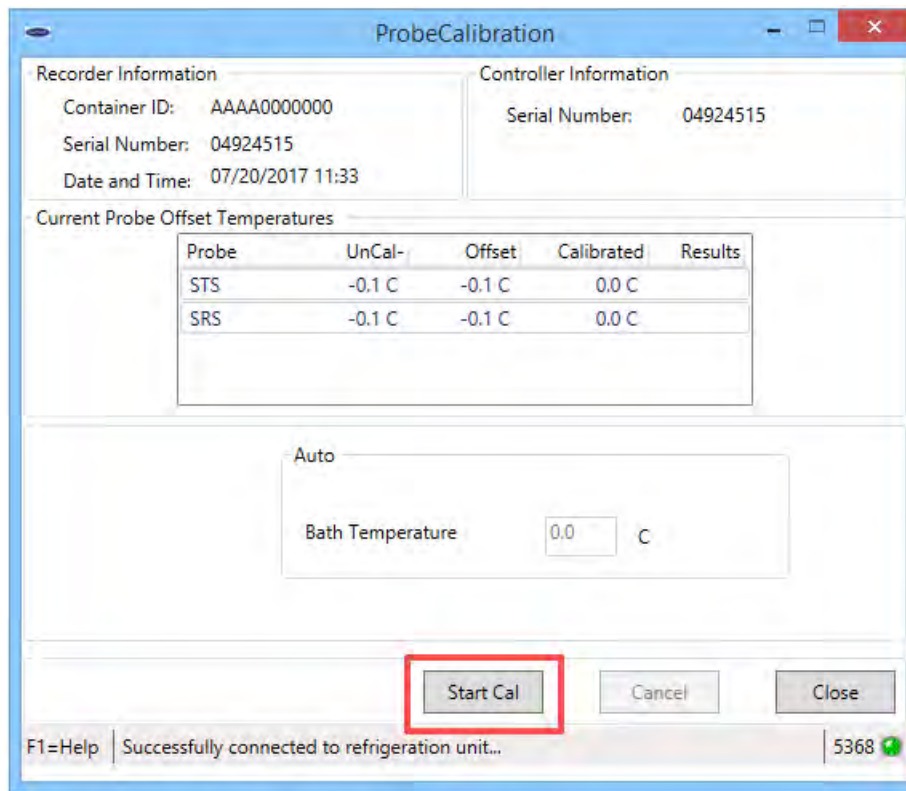 ProbeCalibration
Recorder Information
Container ID: AAAA0000000
Serial Number: 04924515
Date and Time: 07/20/2017 11:33
Controller Information
Serial Number: 04924515
Current Probe Offset Temperatures
Probe UnCal- Offset Calibrated Results
STS -0.1 C -0.1 C 0.0 C
SRS -0.1 C -0.1 C 0.0 C
Auto
Bath Temperature 0.0 C
Start Cal Cancel Close
F1=Help Successfully connected to refrigeration unit... 5368